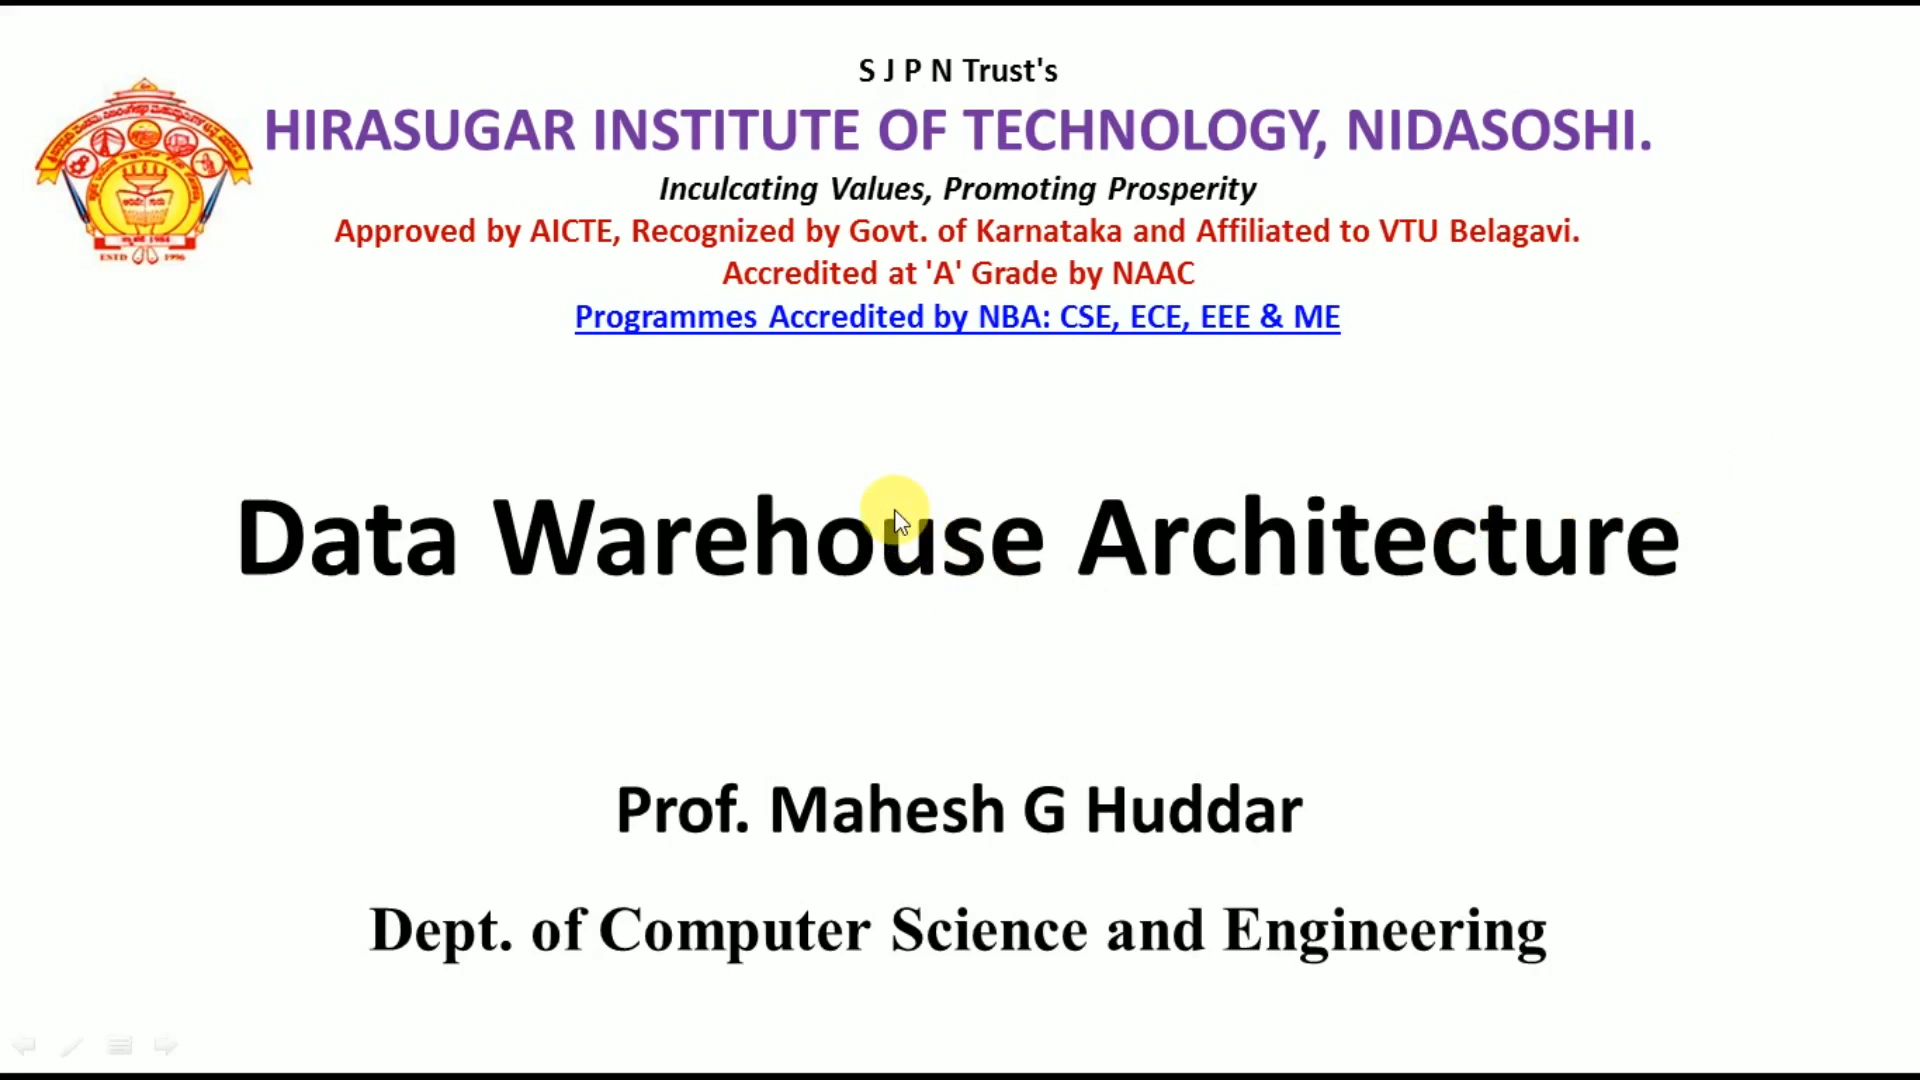 S J P N Trust's
HIRASUGAR INSTITUTE OF TECHNOLOGY, NIDASOSHI.
Inculcating Values, Promoting Prosperity
Approved by AICTE, Recognized by Govt. of Karnataka and Affiliated to VTU Belagavi.
Accredited at 'A' Grade by NAAC
Programmes Accredited by NBA: CSE, ECE, EEE & ME
ESTD 1996
Data Warehouse Architecture
Prof. Mahesh G Huddar
Dept. of Computer Science and Engineering